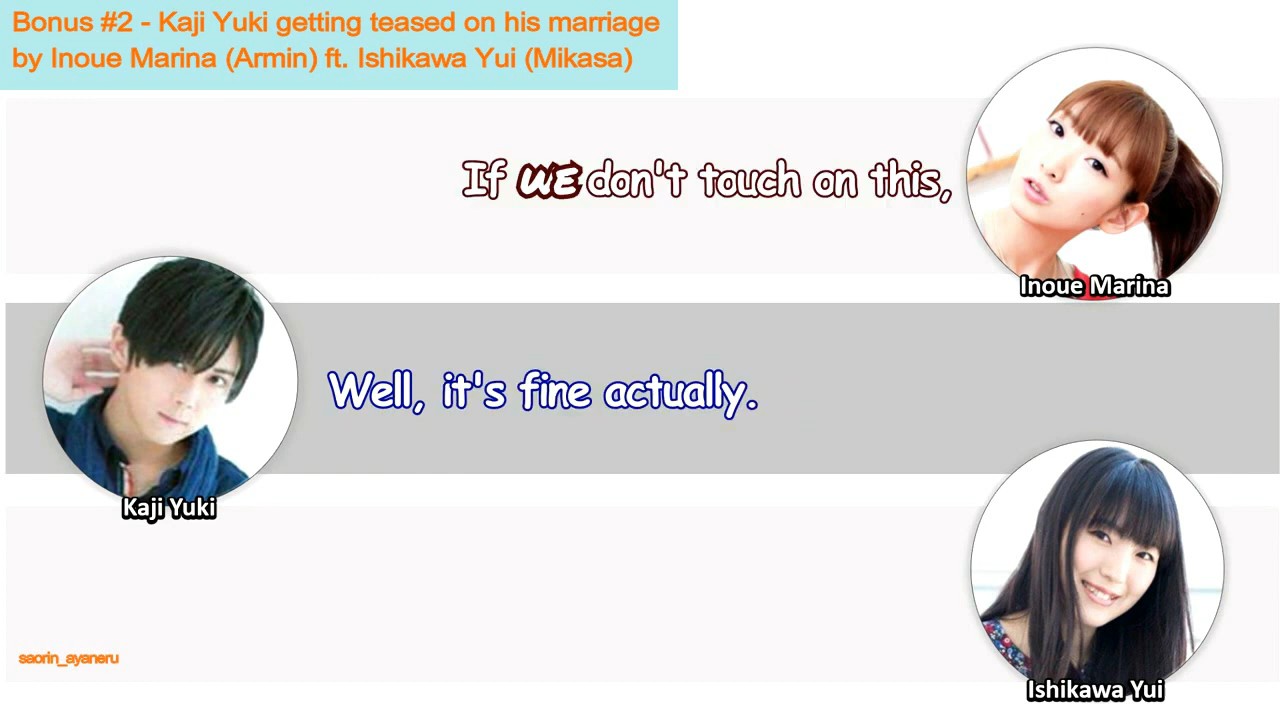 Bonus #2 - Kaji Yuki getting teased on his marriage
by Inoue Marina (Armin) ft. Ishikawa Yui (Mikasa)
If WE don't touch on this,
Inoue Marina
Well, it's fine actually.
Kaji Yuki
saorin_ayaneru
Ishikawa Yui